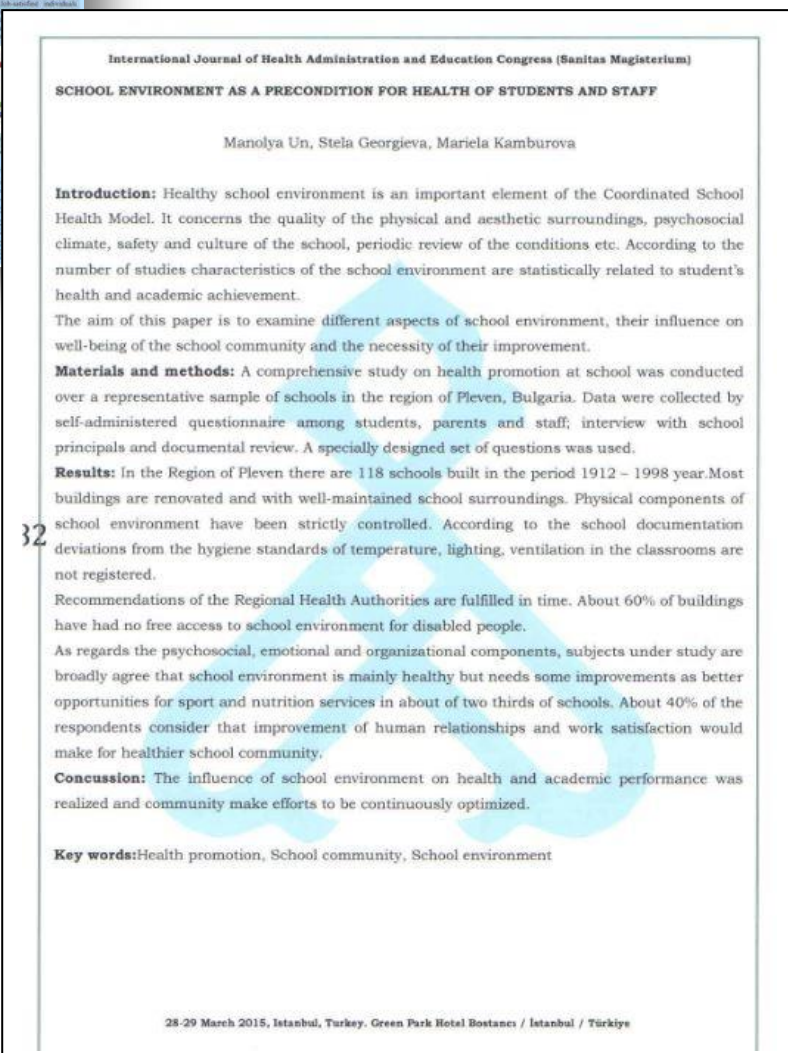 International Journal of Health Administration and Education Congress (Sanitas Magisterium)
SCHOOL ENVIRONMENT AS A PRECONDITION FOR HEALTH OF STUDENTS AND STAFF
Manolya Un, Stela Georgieva, Mariela Kamburova
Introduction: Healthy school environment is an important element of the Coordinated School
Health Model. It concerns the quality of the physical and aesthetic surroundings, psychosocial
climate, safety and culture of the school, periodic review of the conditions etc. According to the
number of studies characteristics of the school environment are statistically related to student's
health and academic achievement.
The aim of this paper is to examine different aspects of school environment, their influence on
well-being of the school community and the necessity of their improvement.
Materials and methods: A comprehensive study on health promotion at school was conducted
over a representative sample of schools in the region of Pleven, Bulgaria. Data were collected by
self-administered questionnaire among students, parents and staff; interview with school
principals and documental review. A specially designed set of questions was used.
Results: In the Region of Pleven there are 118 schools built in the period 1912 – 1998 year.Most
buildings are renovated and with well-maintained school surroundings. Physical components of
school environment have been strictly controlled. According to the school documentation
32
deviations from the hygiene standards of temperature, lighting, ventilation in the classrooms are
not registered.
Recommendations of the Regional Health Authorities are fulfilled in time. About 60% of buildings
have had no free access to school environment for disabled people.
As regards the psychosocial, emotional and organizational components, subjects under study are
broadly agree that school environment is mainly healthy but needs some improvements as better
opportunities for sport and nutrition services in about of two thirds of schools. About 40% of the
respondents consider that improvement of human relationships and work satisfaction would
make for healthier school community.
Concussion: The influence of school environment on health and academic performance was
realized and community make efforts to be continuously optimized.
Key words:Health promotion, School community, School environment
28-29 March 2015, Istanbul, Turkey. Green Park Hotel Bostancı / İstanbul / Türkiye